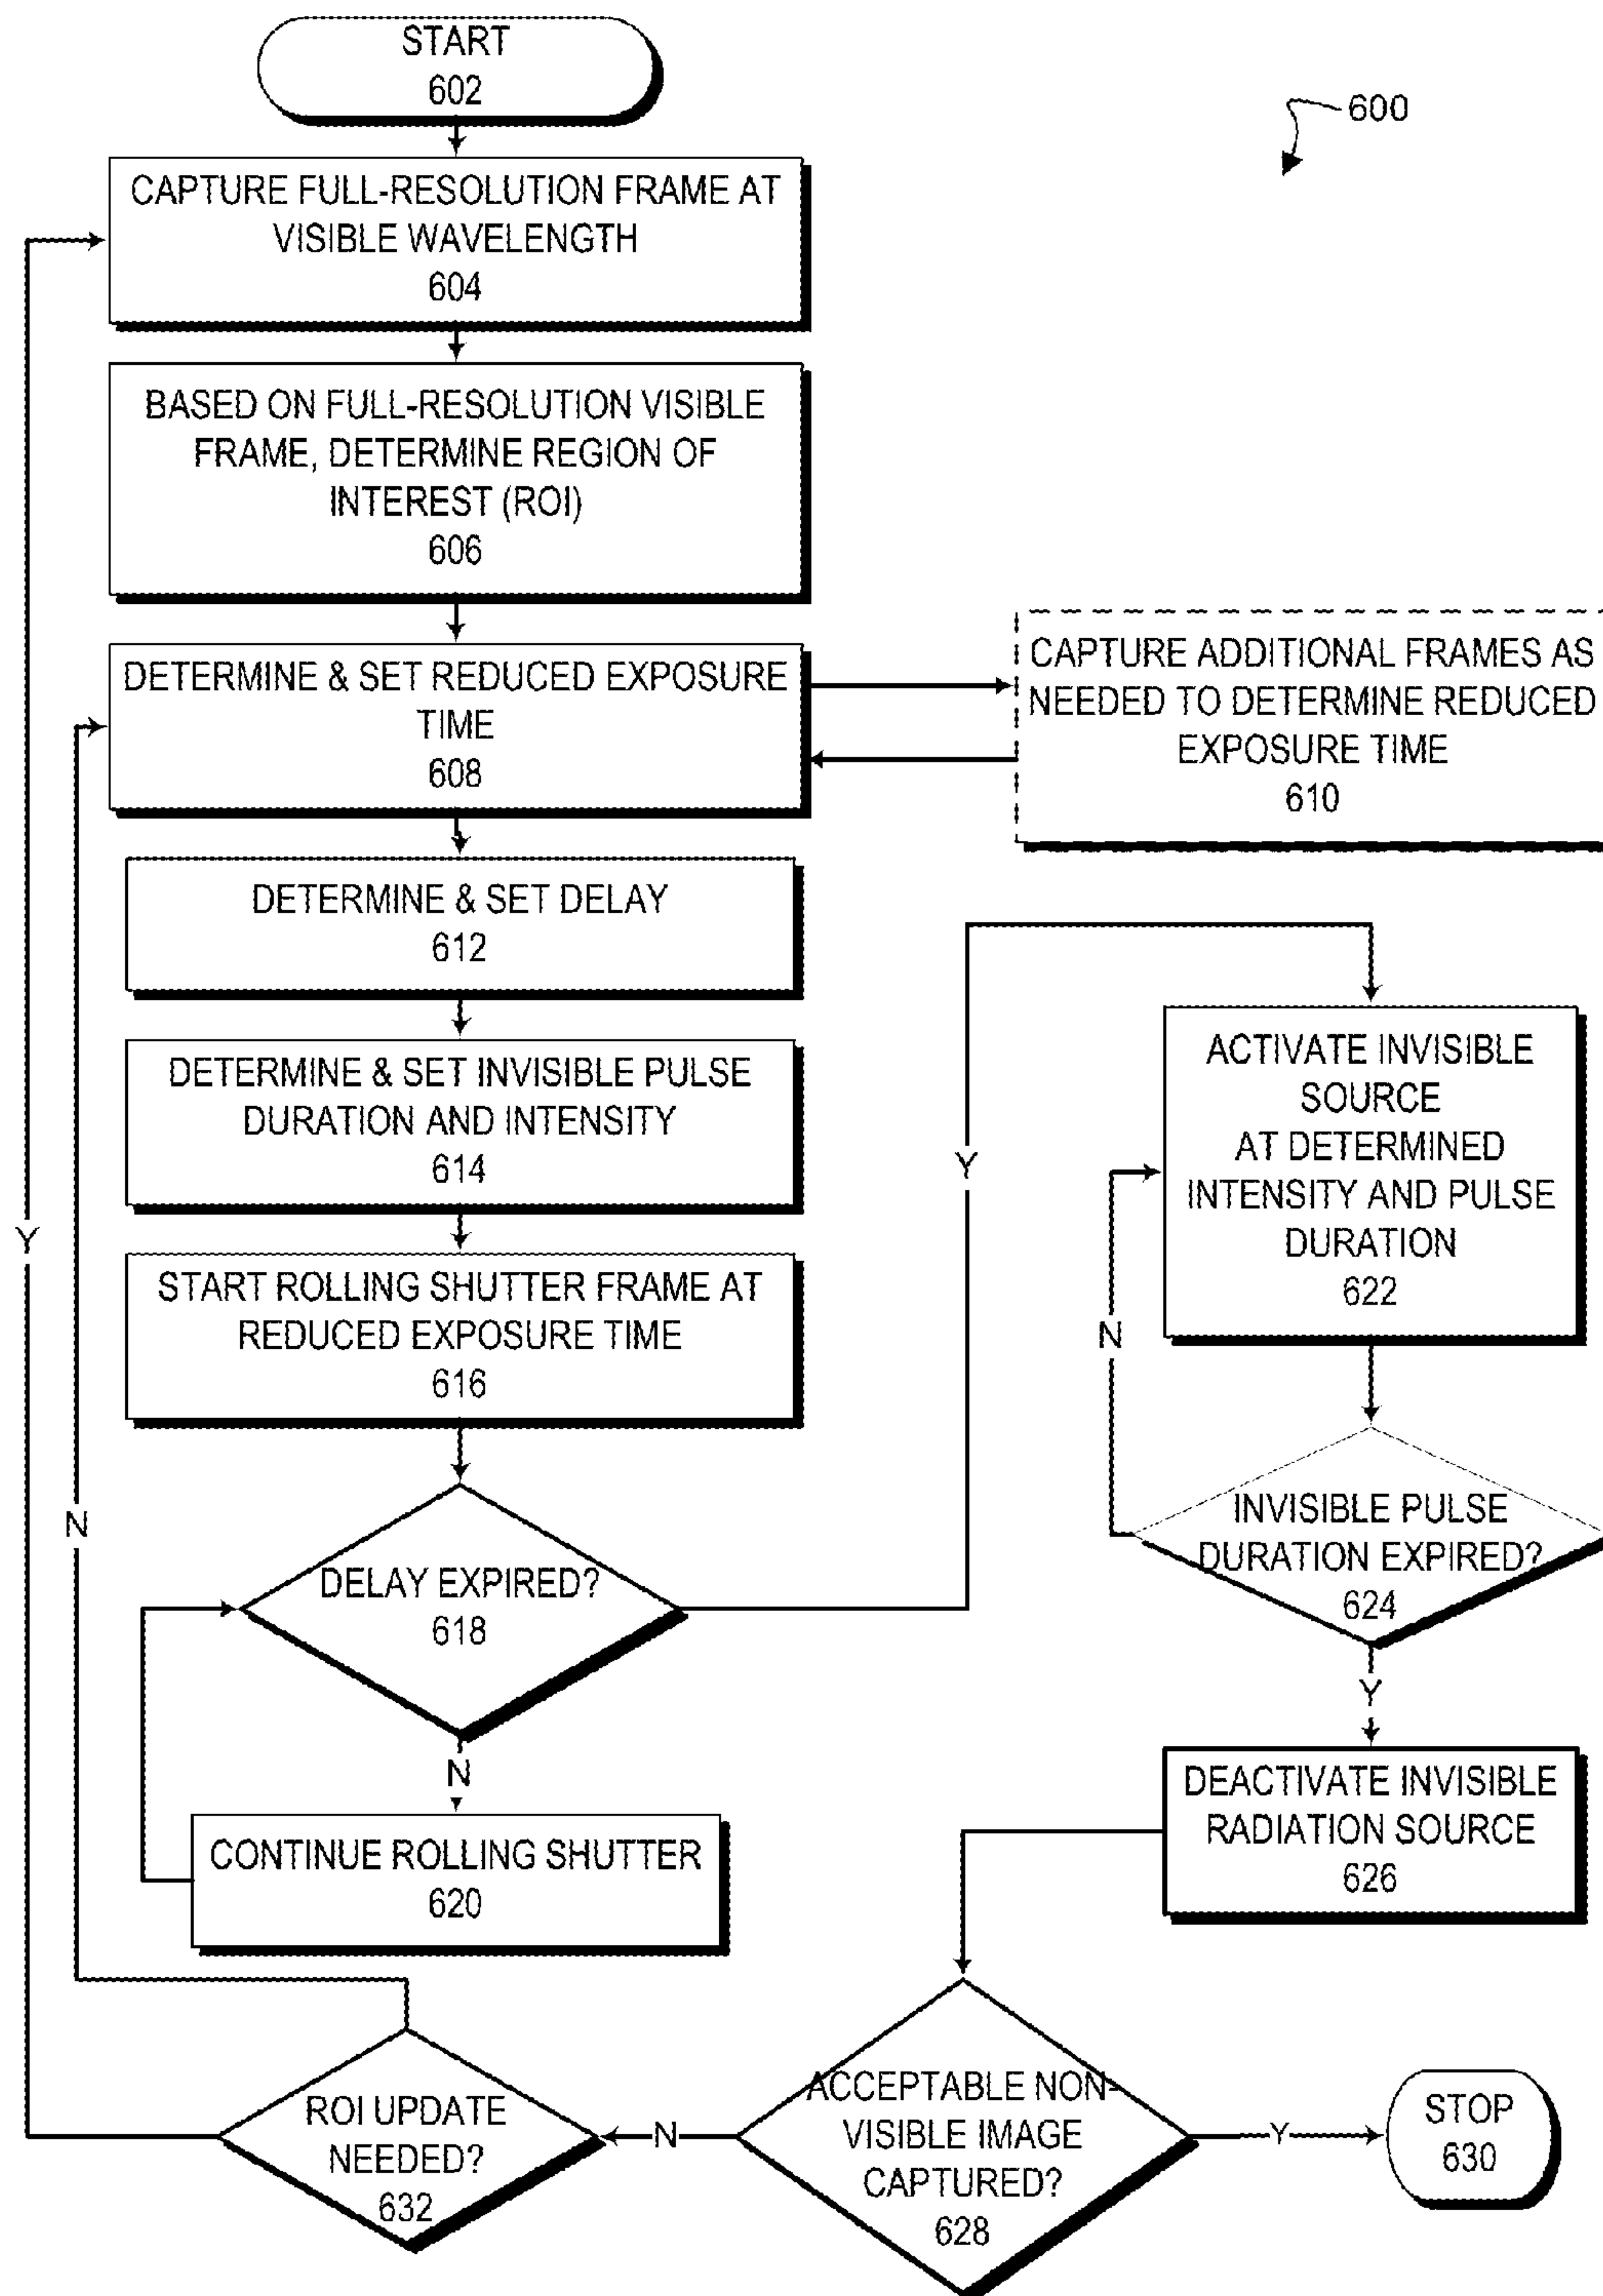 START
602
600
CAPTURE FULL-RESOLUTION FRAME AT
VISIBLE WAVELENGTH
604
BASED ON FULL-RESOLUTION VISIBLE
FRAME, DETERMINE REGION OF
INTEREST (ROI)
606
DETERMINE & SET REDUCED EXPOSURE
TIME
608
CAPTURE ADDITIONAL FRAMES AS
NEEDED TO DETERMINE REDUCED
EXPOSURE TIME
610
DETERMINE & SET DELAY
612
DETERMINE & SET INVISIBLE PULSE
DURATION AND INTENSITY
614
START ROLLING SHUTTER FRAME AT
REDUCED EXPOSURE TIME
616
DELAY EXPIRED?
618
N
CONTINUE ROLLING SHUTTER
620
Y
ACTIVATE INVISIBLE
SOURCE
AT DETERMINED
INTENSITY AND PULSE
DURATION
622
N
INVISIBLE PULSE
DURATION EXPIRED?
624
Y
DEACTIVATE INVISIBLE
RADIATION SOURCE
626
ACCEPTABLE NON-
VISIBLE IMAGE
CAPTURED?
628
Y
STOP
630
N
ROI UPDATE
NEEDED?
632
N
Y